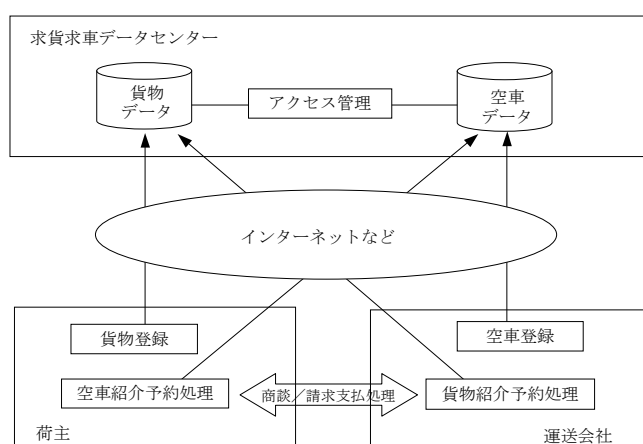 求貨求車データセンター
貨物
データ
アクセス管理
空車
データ
インターネットなど
貨物登録
空車登録
空車紹介予約処理
商談／請求支払処理
貨物紹介予約処理
荷主
運送会社